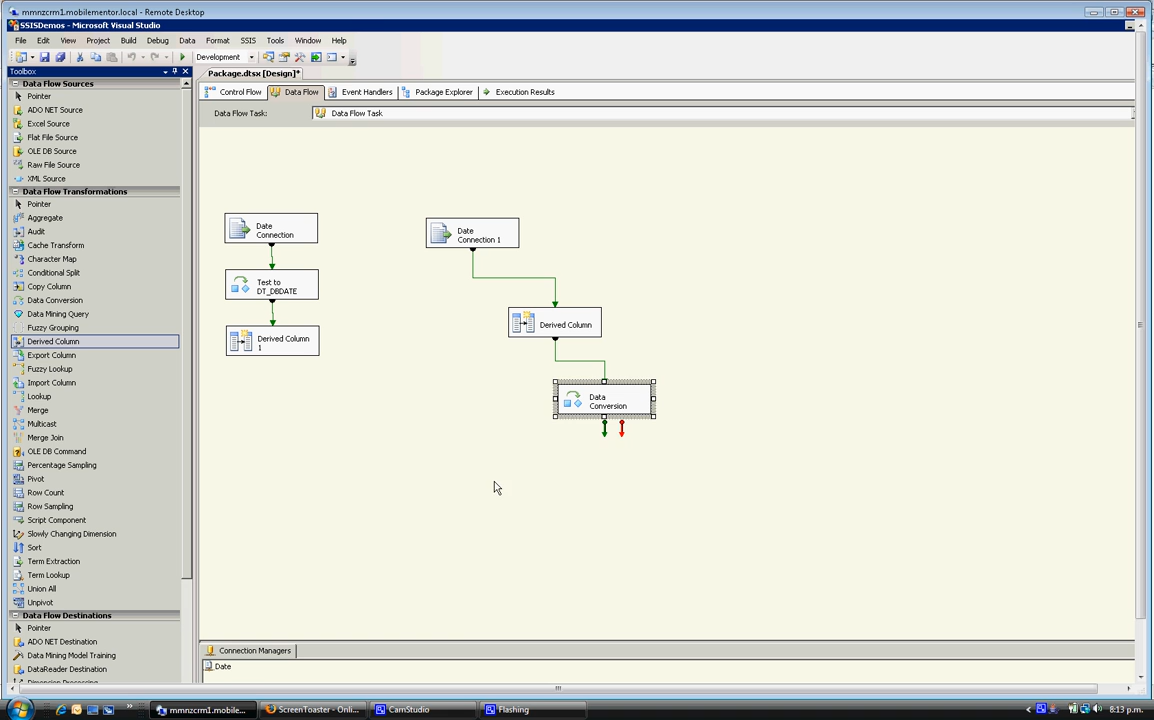 mmnzcrm1.mobilementor.local - Remote Desktop
SSISDemos - Microsoft Visual Studio
File Edit View Project Build Debug Data Format SSIS Tools Window Help
Development
Toolbox
Package.dtsx [Design]*
Data Flow Sources
Control Flow Data Flow Event Handlers Package Explorer Execution Results
Pointer
ADO NET Source
Data Flow Task: Data Flow Task
Excel Source
Flat File Source
OLE DB Source
Raw File Source
XML Source
Data Flow Transformations
Pointer
Aggregate
Audit
Cache Transform
Character Map
Conditional Split
Copy Column
Data Conversion
Data Mining Query
Fuzzy Grouping
Derived Column
Export Column
Fuzzy Lookup
Import Column
Lookup
Merge
Multicast
Merge Join
OLE DB Command
Percentage Sampling
Pivot
Row Count
Row Sampling
Script Component
Slowly Changing Dimension
Sort
Term Extraction
Term Lookup
Union All
Unpivot
Data Flow Destinations
Pointer
ADO NET Destination
Data Mining Model Training
DataReader Destination
Date
Connection
Test to
DT_DBDATE
Derived Column
1
Date
Connection 1
Derived Column
Data
Conversion
Connection Managers
Date
mmnzcrm1.mobile... ScreenToaster - Onli... CamStudio Flashing 8:13 p.m.